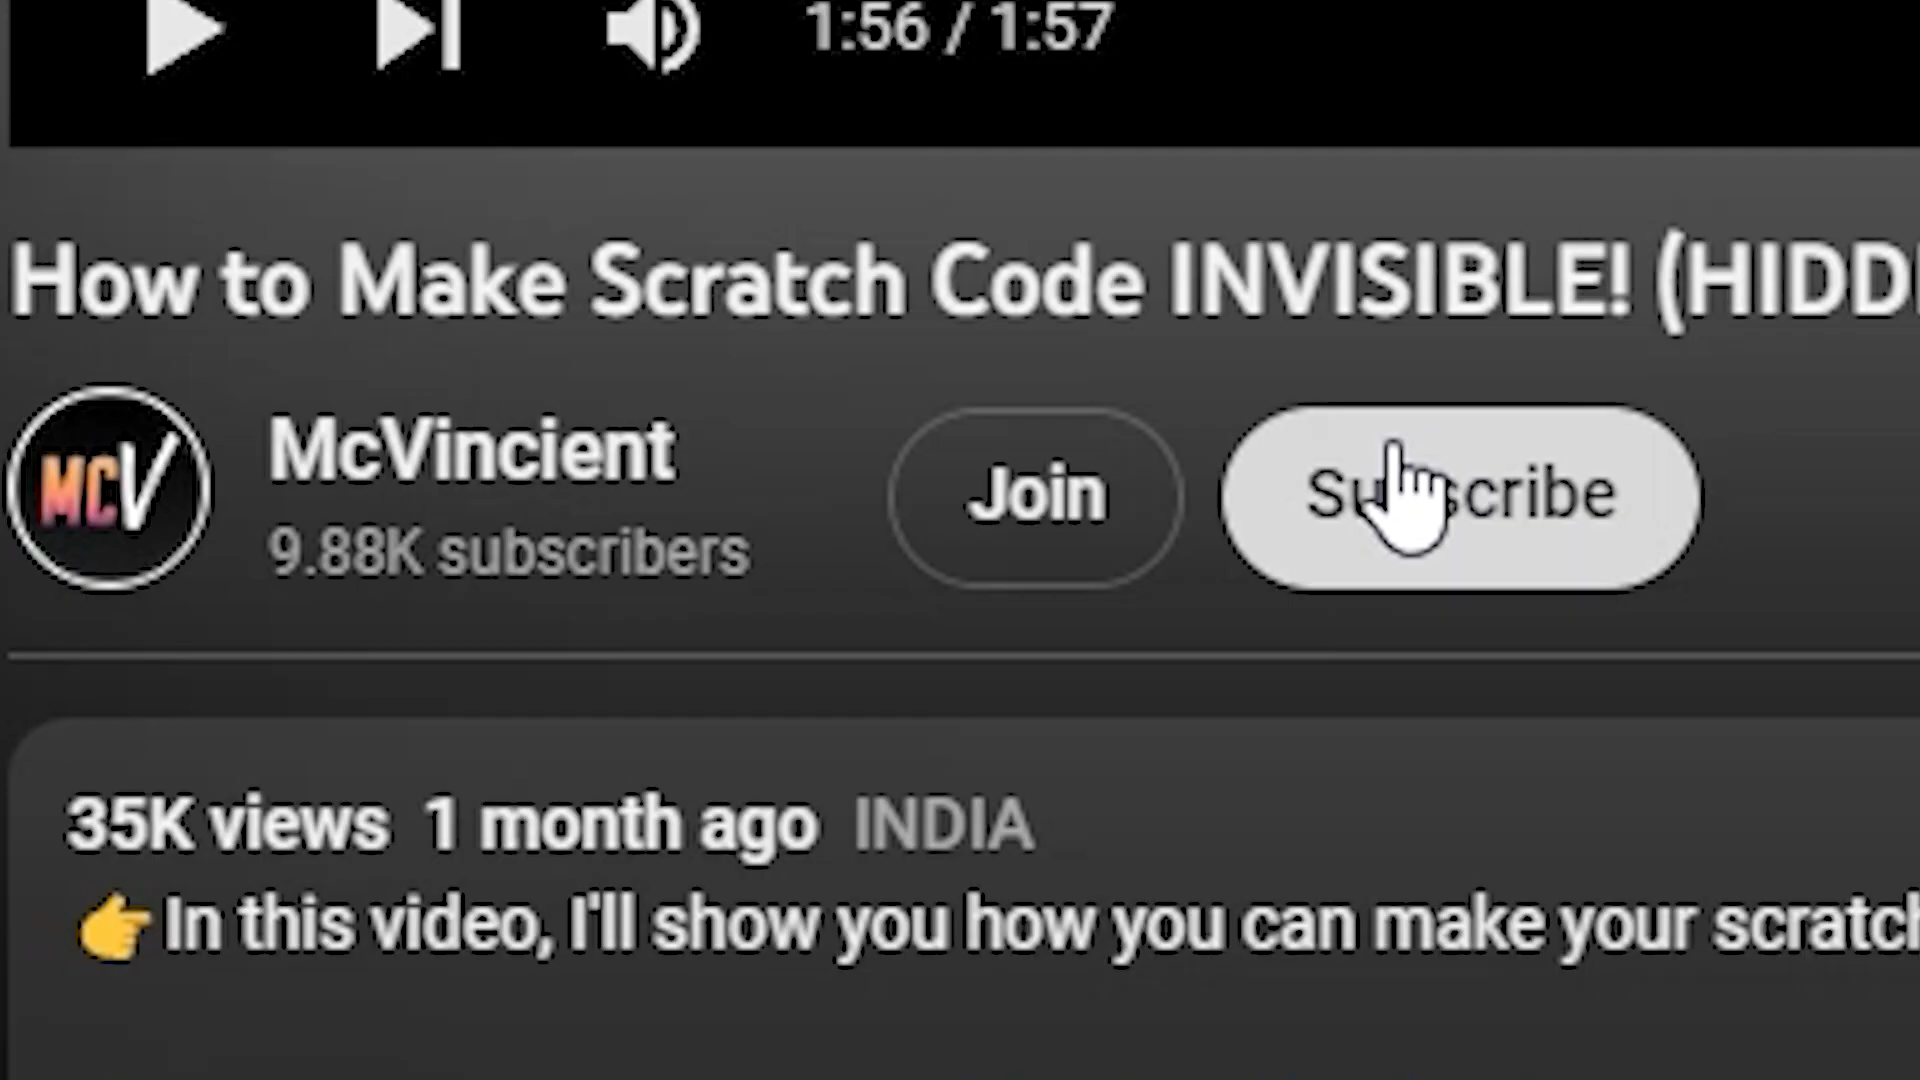 1:56 / 1:57
How to Make Scratch Code INVISIBLE! (HIDD
MCV
McVincient
9.88K subscribers
Join
Subscribe
35K views 1 month ago INDIA
👉 In this video, I'll show you how you can make your scratch